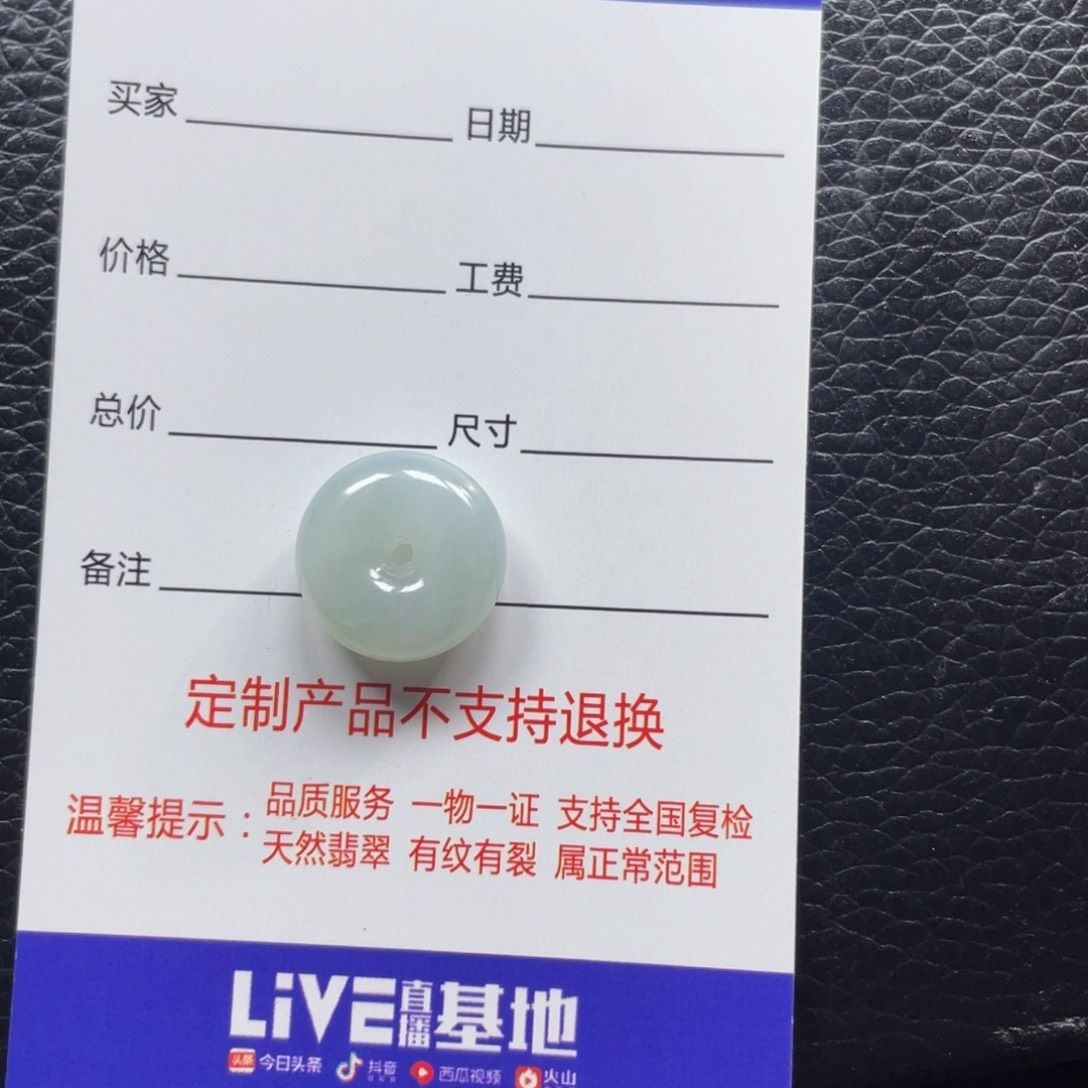 买家 日期
价格 工费
总价 尺寸
备注
定制产品不支持退换
温馨提示：品质服务 一物一证 支持全国复检
天然翡翠 有纹有裂 属正常范围
LiVE直播基地
头条 今日头条 抖音 西瓜视频 火山